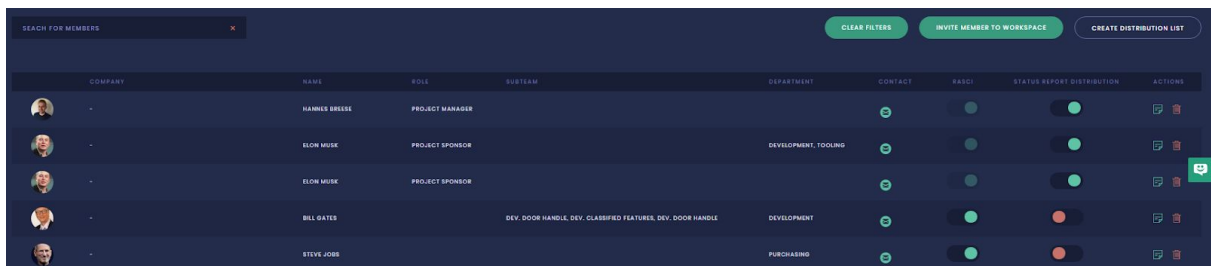 SEACH FOR MEMBERS ×
CLEAR FILTERS
INVITE MEMBER TO WORKSPACE
CREATE DISTRIBUTION LIST
COMPANY NAME ROLE SUBTEAM DEPARTMENT CONTACT RASCI STATUS REPORT DISTRIBUTION ACTIONS
- HANNES BREESE PROJECT MANAGER
- ELON MUSK PROJECT SPONSOR DEVELOPMENT, TOOLING
- ELON MUSK PROJECT SPONSOR
- BILL GATES DEV. DOOR HANDLE, DEV. CLASSIFIED FEATURES, DEV. DOOR HANDLE DEVELOPMENT
- STEVE JOBS PURCHASING